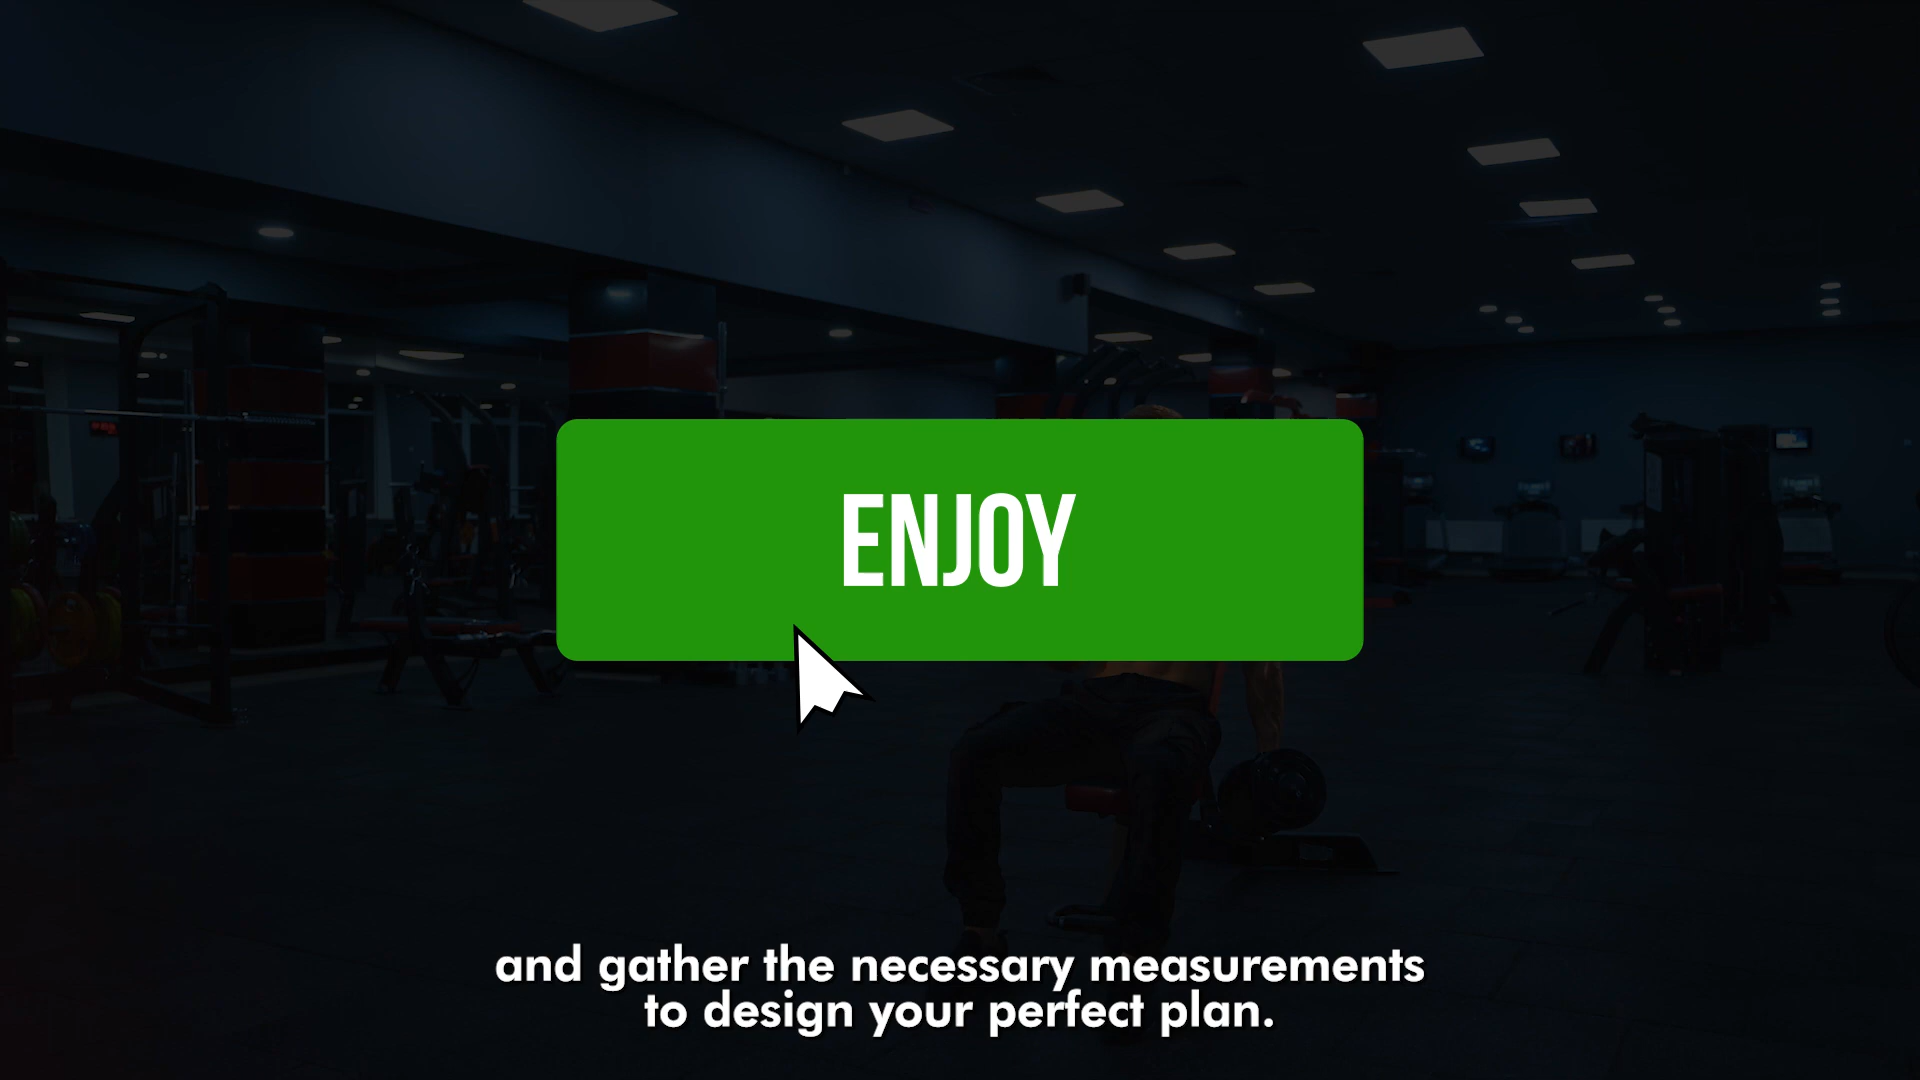 ENJOY
and gather the necessary measurements
to design your perfect plan.